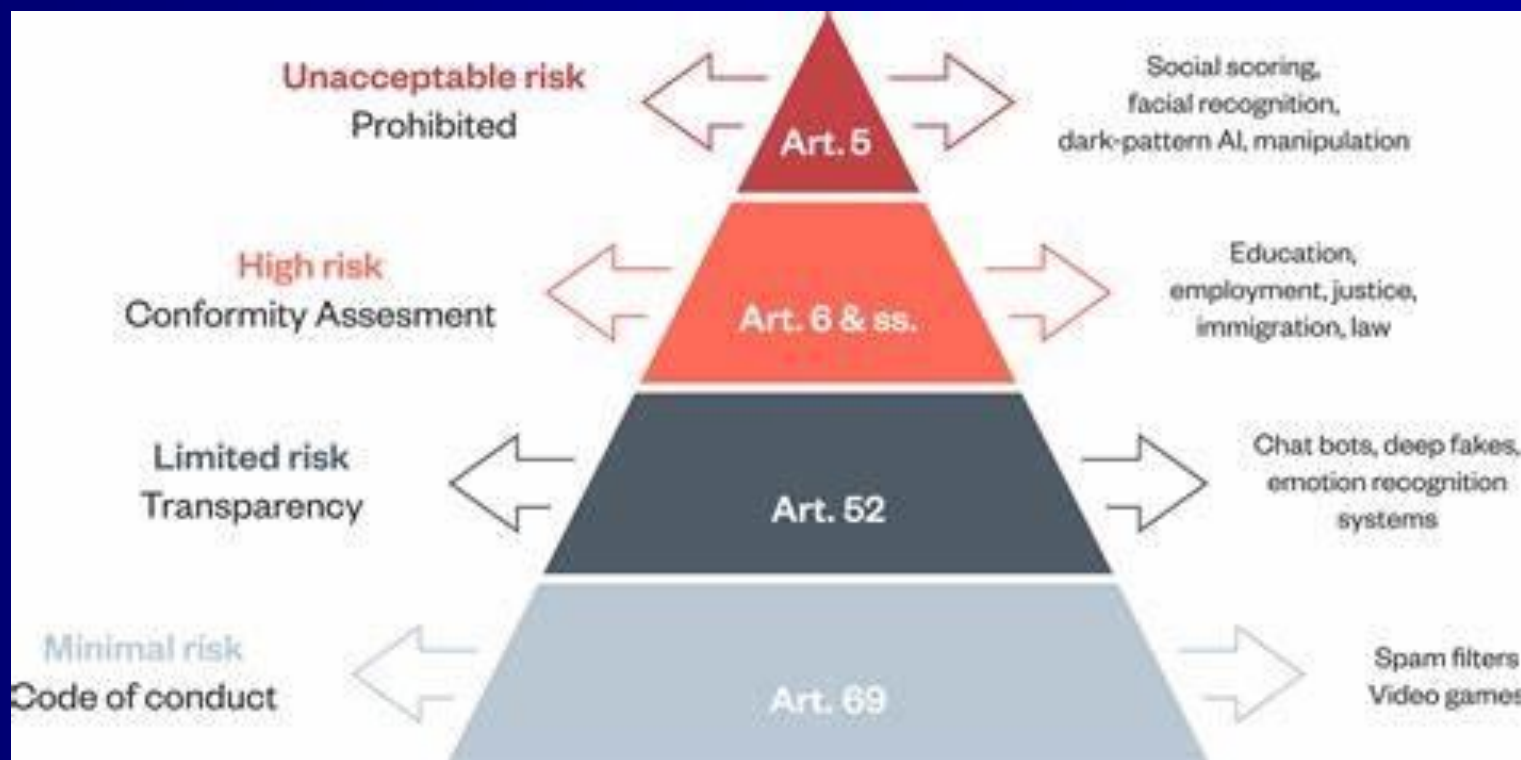 Unacceptable risk
Prohibited
Art. 5
Social scoring,
facial recognition,
dark-pattern AI, manipulation
High risk
Conformity Assesment
Art. 6 & ss.
Education,
employment, justice,
immigration, law
Limited risk
Transparency
Art. 52
Chat bots, deep fakes,
emotion recognition
systems
Minimal risk
Code of conduct
Art. 69
Spam filters
Video games